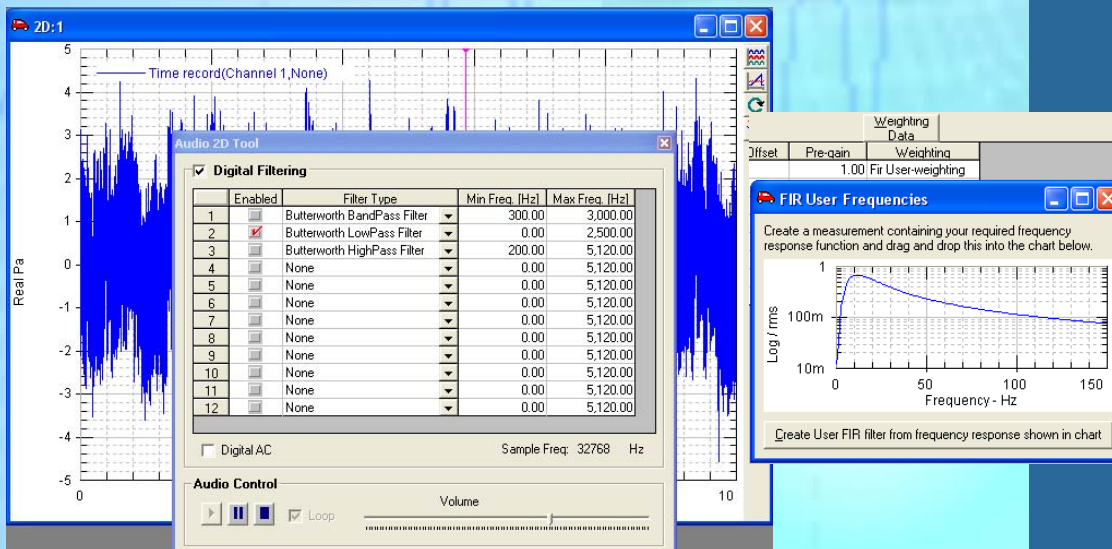 2D:1
5
Time record(Channel 1,None)
4
3
2
1
0
-1
-2
-3
-4
-5
Real Pa
0
10
Audio 2D Tool
Digital Filtering
Enabled Filter Type Min Freq. [Hz] Max Freq. [Hz]
1 Butterworth BandPass Filter 300.00 3,000.00
2 Butterworth LowPass Filter 0.00 2,500.00
3 Butterworth HighPass Filter 200.00 5,120.00
4 None 0.00 5,120.00
5 None 0.00 5,120.00
6 None 0.00 5,120.00
7 None 0.00 5,120.00
8 None 0.00 5,120.00
9 None 0.00 5,120.00
10 None 0.00 5,120.00
11 None 0.00 5,120.00
12 None 0.00 5,120.00
Digital AC Sample Freq: 32768 Hz
Audio Control
Volume
Loop
Weighting
Data
Offset Pre-gain Weighting
1.00 Fir User-weighting
FIR User Frequencies
Create a measurement containing your required frequency
response function and drag and drop this into the chart below.
1
100m
10m
Log / rms
0 50 100 150
Frequency - Hz
Create User FIR filter from frequency response shown in chart